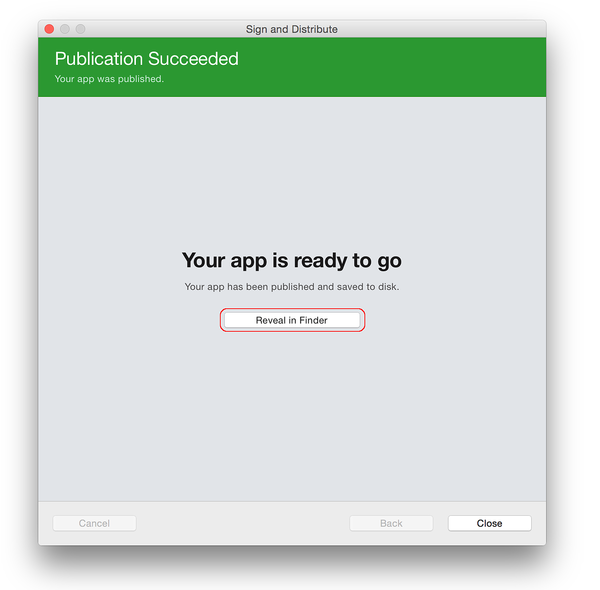 Sign and Distribute
Publication Succeeded
Your app was published.
Your app is ready to go
Your app has been published and saved to disk.
Reveal in Finder
Cancel
Back
Close